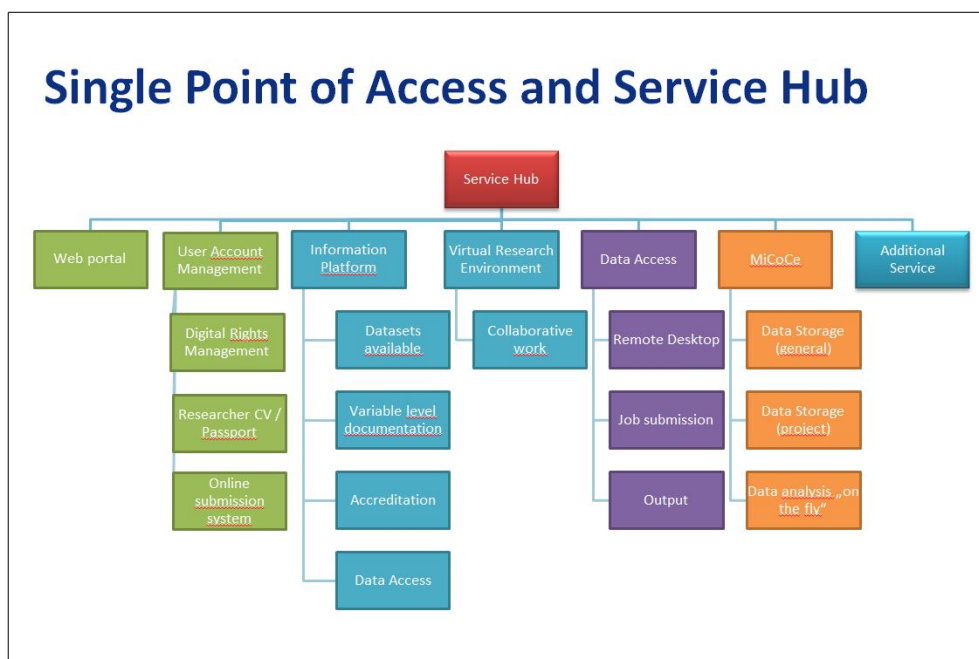 Single Point of Access and Service Hub
Service Hub
Web portal
User Account
Management
Information
Platform
Virtual Research
Environment
Data Access
MiCoCe
Additional
Service
Digital Rights
Management
Datasets
available
Collaborative
work
Remote Desktop
Data Storage
(general)
Researcher CV /
Passport
Variable level
documentation
Job submission
Data Storage
(project)
Online
submission
system
Accreditation
Output
Data analysis „on
the fly“
Data Access